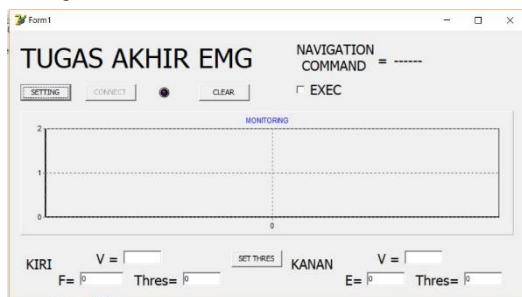 Form1
TUGAS AKHIR EMG
NAVIGATION
COMMAND = ------
SETTING CONNECT CLEAR EXEC
MONITORING
2
1
0
0
KIRI V =
F= 0 Thres= 0
SET THRES
KANAN V =
E= 0 Thres= 0